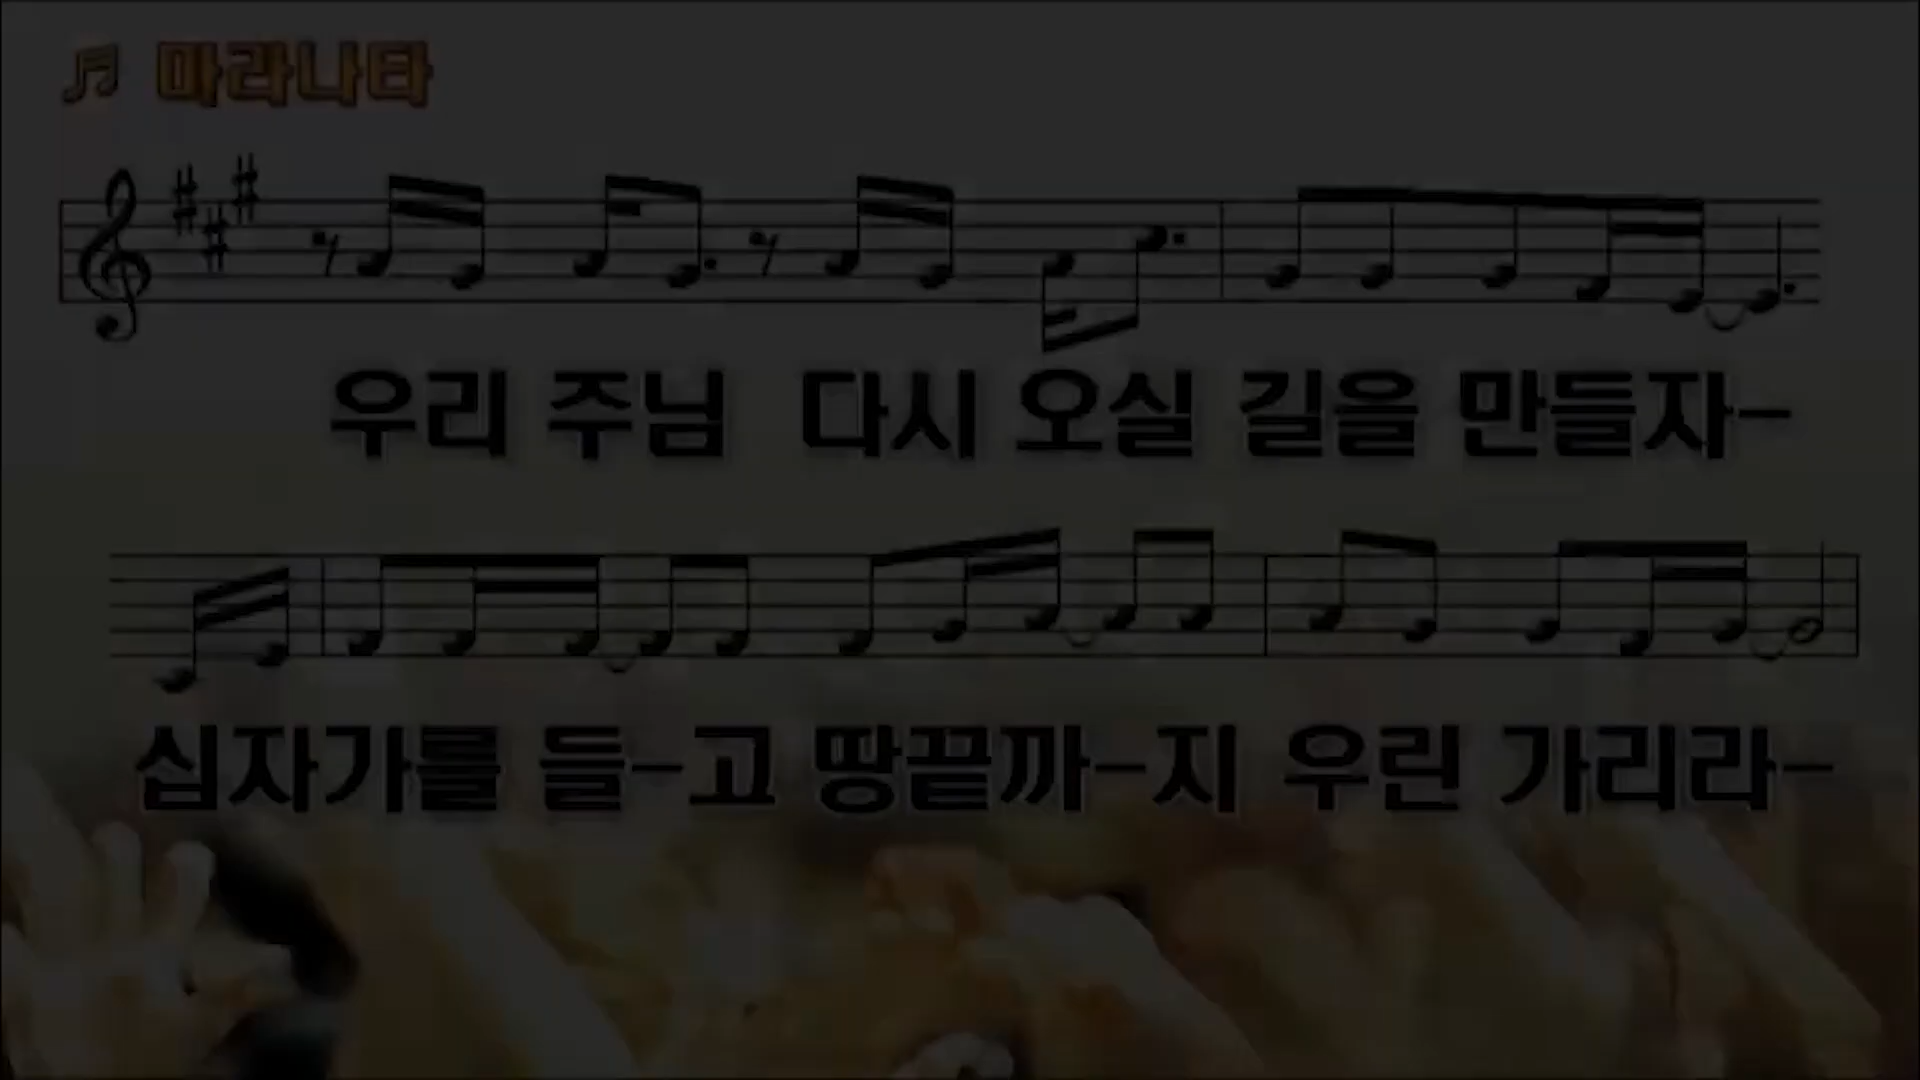 마라나타
우리 주님 다시 오실 길을 만들자-
십자가를 들-고 땅끝까-지 우린 가리라-